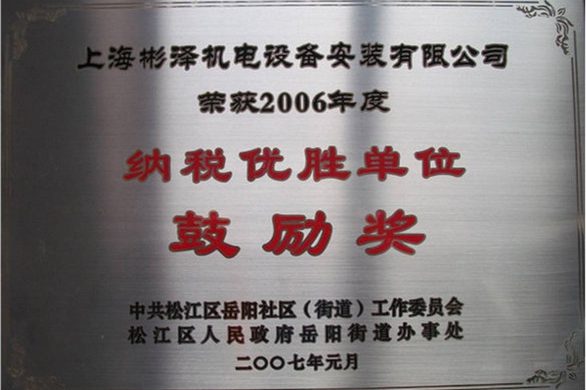 上海彬泽机电设备安装有限公司
荣获2006年度
纳税优胜单位
鼓励奖
中共松江区岳阳社区（街道）工作委员会
松江区人民政府岳阳街道办事处
二〇〇七年元月